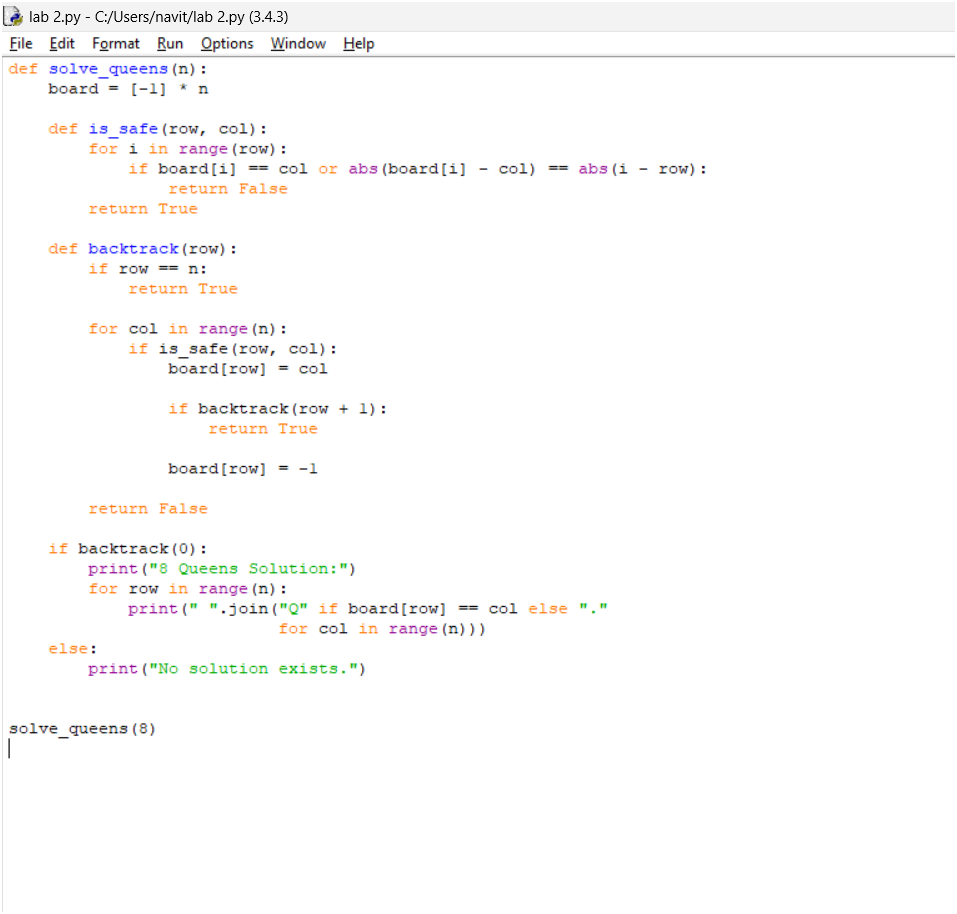 lab 2.py - C:/Users/navit/lab 2.py (3.4.3)
File Edit Format Run Options Window Help
def solve_queens(n):
    board = [-1] * n

    def is_safe(row, col):
        for i in range(row):
            if board[i] == col or abs(board[i] - col) == abs(i - row):
                return False
        return True

    def backtrack(row):
        if row == n:
            return True

        for col in range(n):
            if is_safe(row, col):
                board[row] = col

                if backtrack(row + 1):
                    return True

                board[row] = -1

        return False

    if backtrack(0):
        print("8 Queens Solution:")
        for row in range(n):
            print(" ".join("Q" if board[row] == col else "."
                           for col in range(n)))
    else:
        print("No solution exists.")


solve_queens(8)